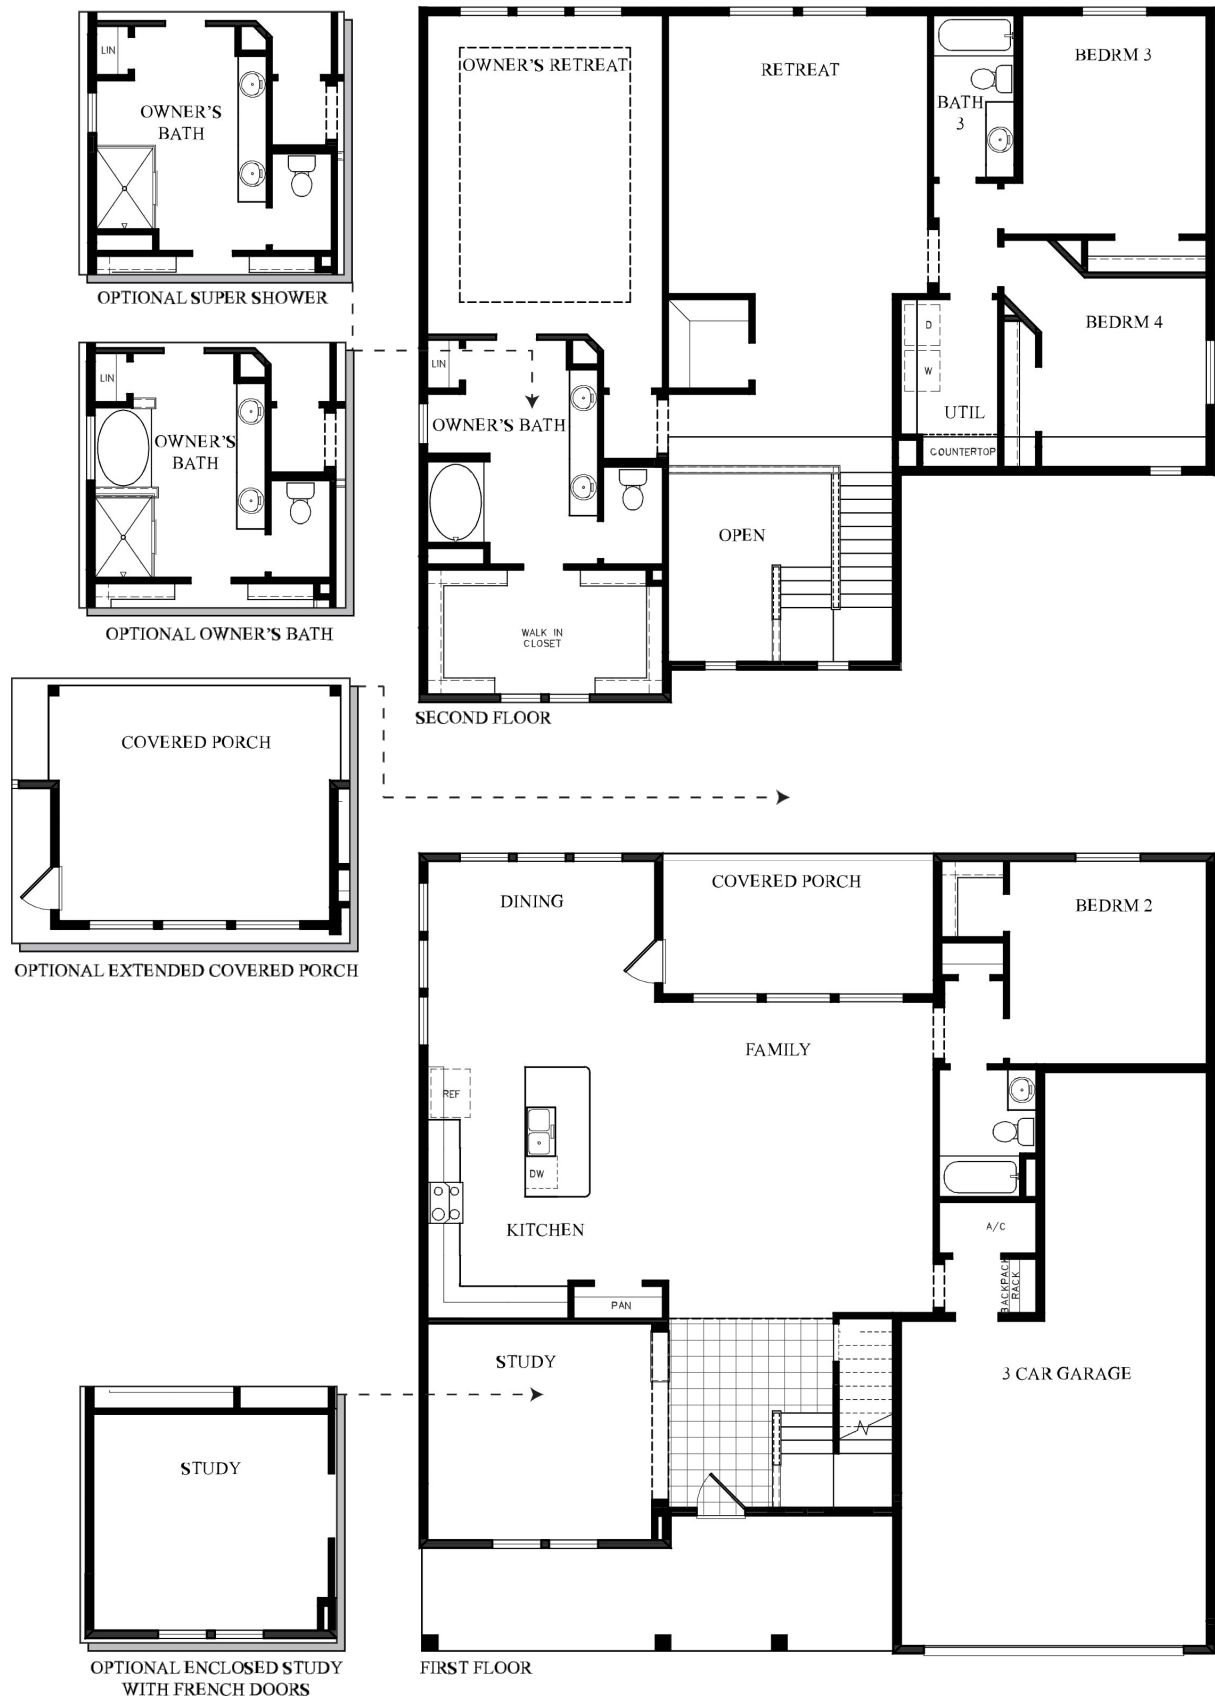 LIN
OWNER'S
BATH
OPTIONAL SUPER SHOWER
LIN
OWNER'S
BATH
OPTIONAL OWNER'S BATH
COVERED PORCH
OPTIONAL EXTENDED COVERED PORCH
STUDY
OPTIONAL ENCLOSED STUDY
WITH FRENCH DOORS
OWNER'S RETREAT
RETREAT
BATH
3
BEDRM 3
BEDRM 4
D
W
UTIL
COUNTERTOP
LIN
OWNER'S BATH
OPEN
WALK IN
CLOSET
SECOND FLOOR
DINING
COVERED PORCH
BEDRM 2
FAMILY
REF
DW
KITCHEN
A/C
BACKPACK
RACK
PAN
STUDY
3 CAR GARAGE
FIRST FLOOR